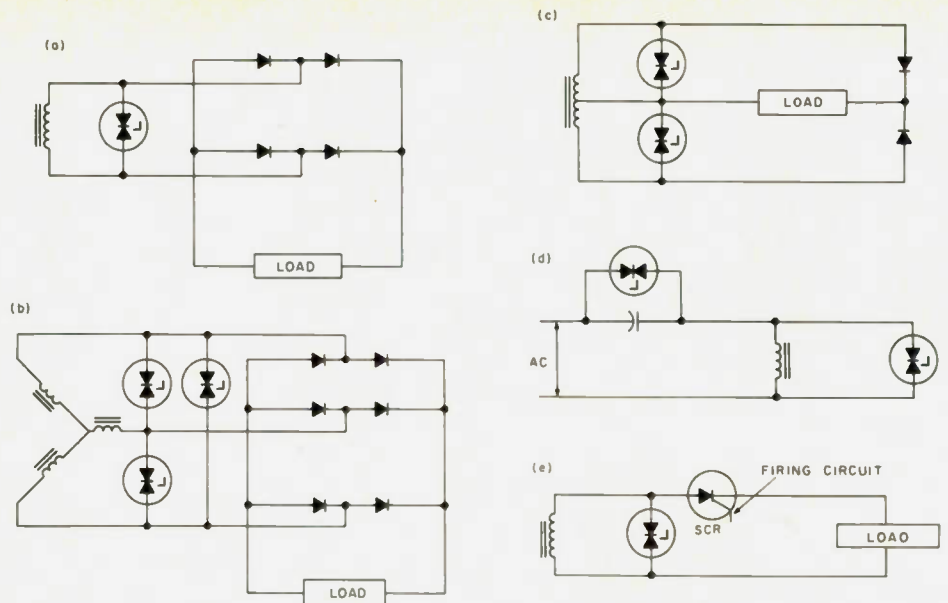 (a)
LOAD
(b)
LOAD
(c)
LOAD
(d)
AC
(e)
FIRING CIRCUIT
SCR
LOAO